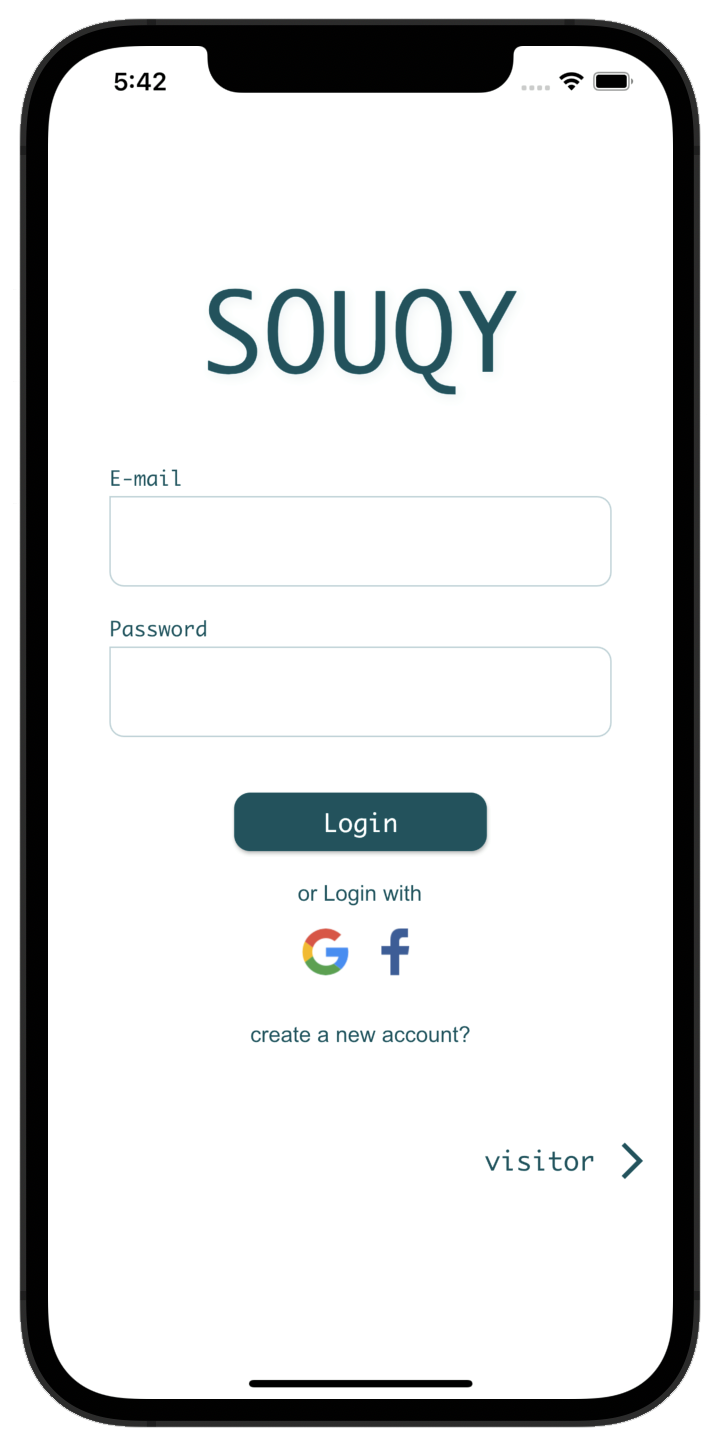 5:42
SOUQY
E-mail
Password
Login
or Login with
create a new account?
visitor